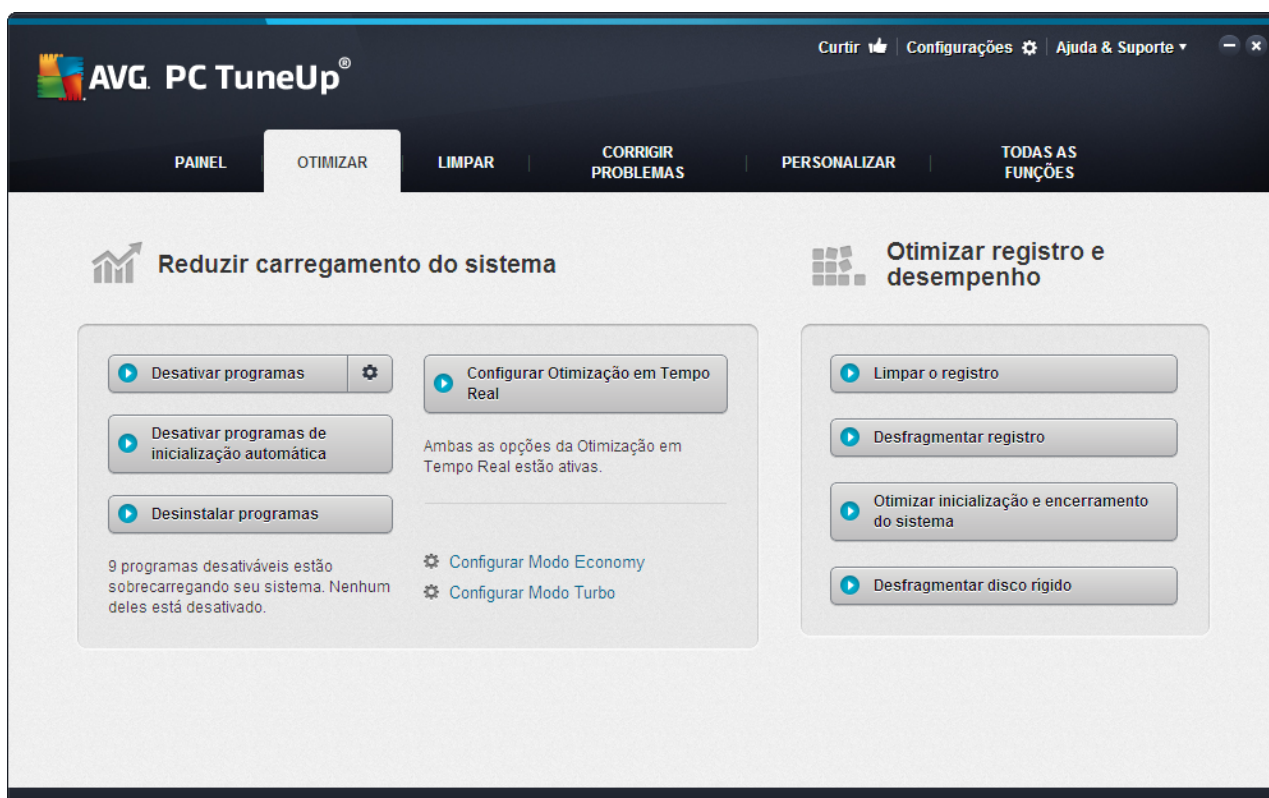 Curtir
Configurações
Ajuda & Suporte
AVG. PC TuneUp®
PAINEL
OTIMIZAR
LIMPAR
CORRIGIR
PROBLEMAS
PERSONALIZAR
TODAS AS
FUNÇÕES
Reduzir carregamento do sistema
Desativar programas
Desativar programas de
inicialização automática
Desinstalar programas
9 programas desativáveis estão
sobrecarregando seu sistema. Nenhum
deles está desativado.
Configurar Otimização em Tempo
Real
Ambas as opções da Otimização em
Tempo Real estão ativas.
Configurar Modo Economy
Configurar Modo Turbo
Otimizar registro e
desempenho
Limpar o registro
Desfragmentar registro
Otimizar inicialização e encerramento
do sistema
Desfragmentar disco rígido